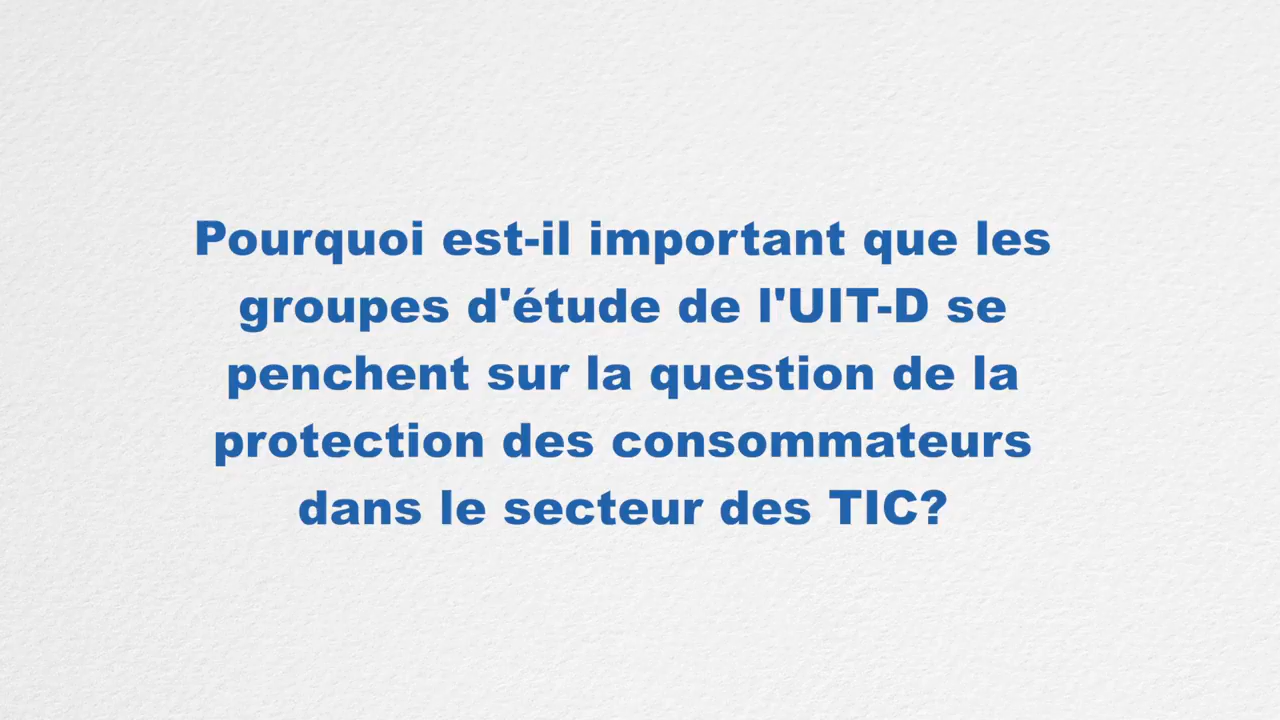 Pourquoi est-il important que les
groupes d'étude de l'UIT-D se
penchent sur la question de la
protection des consommateurs
dans le secteur des TIC?